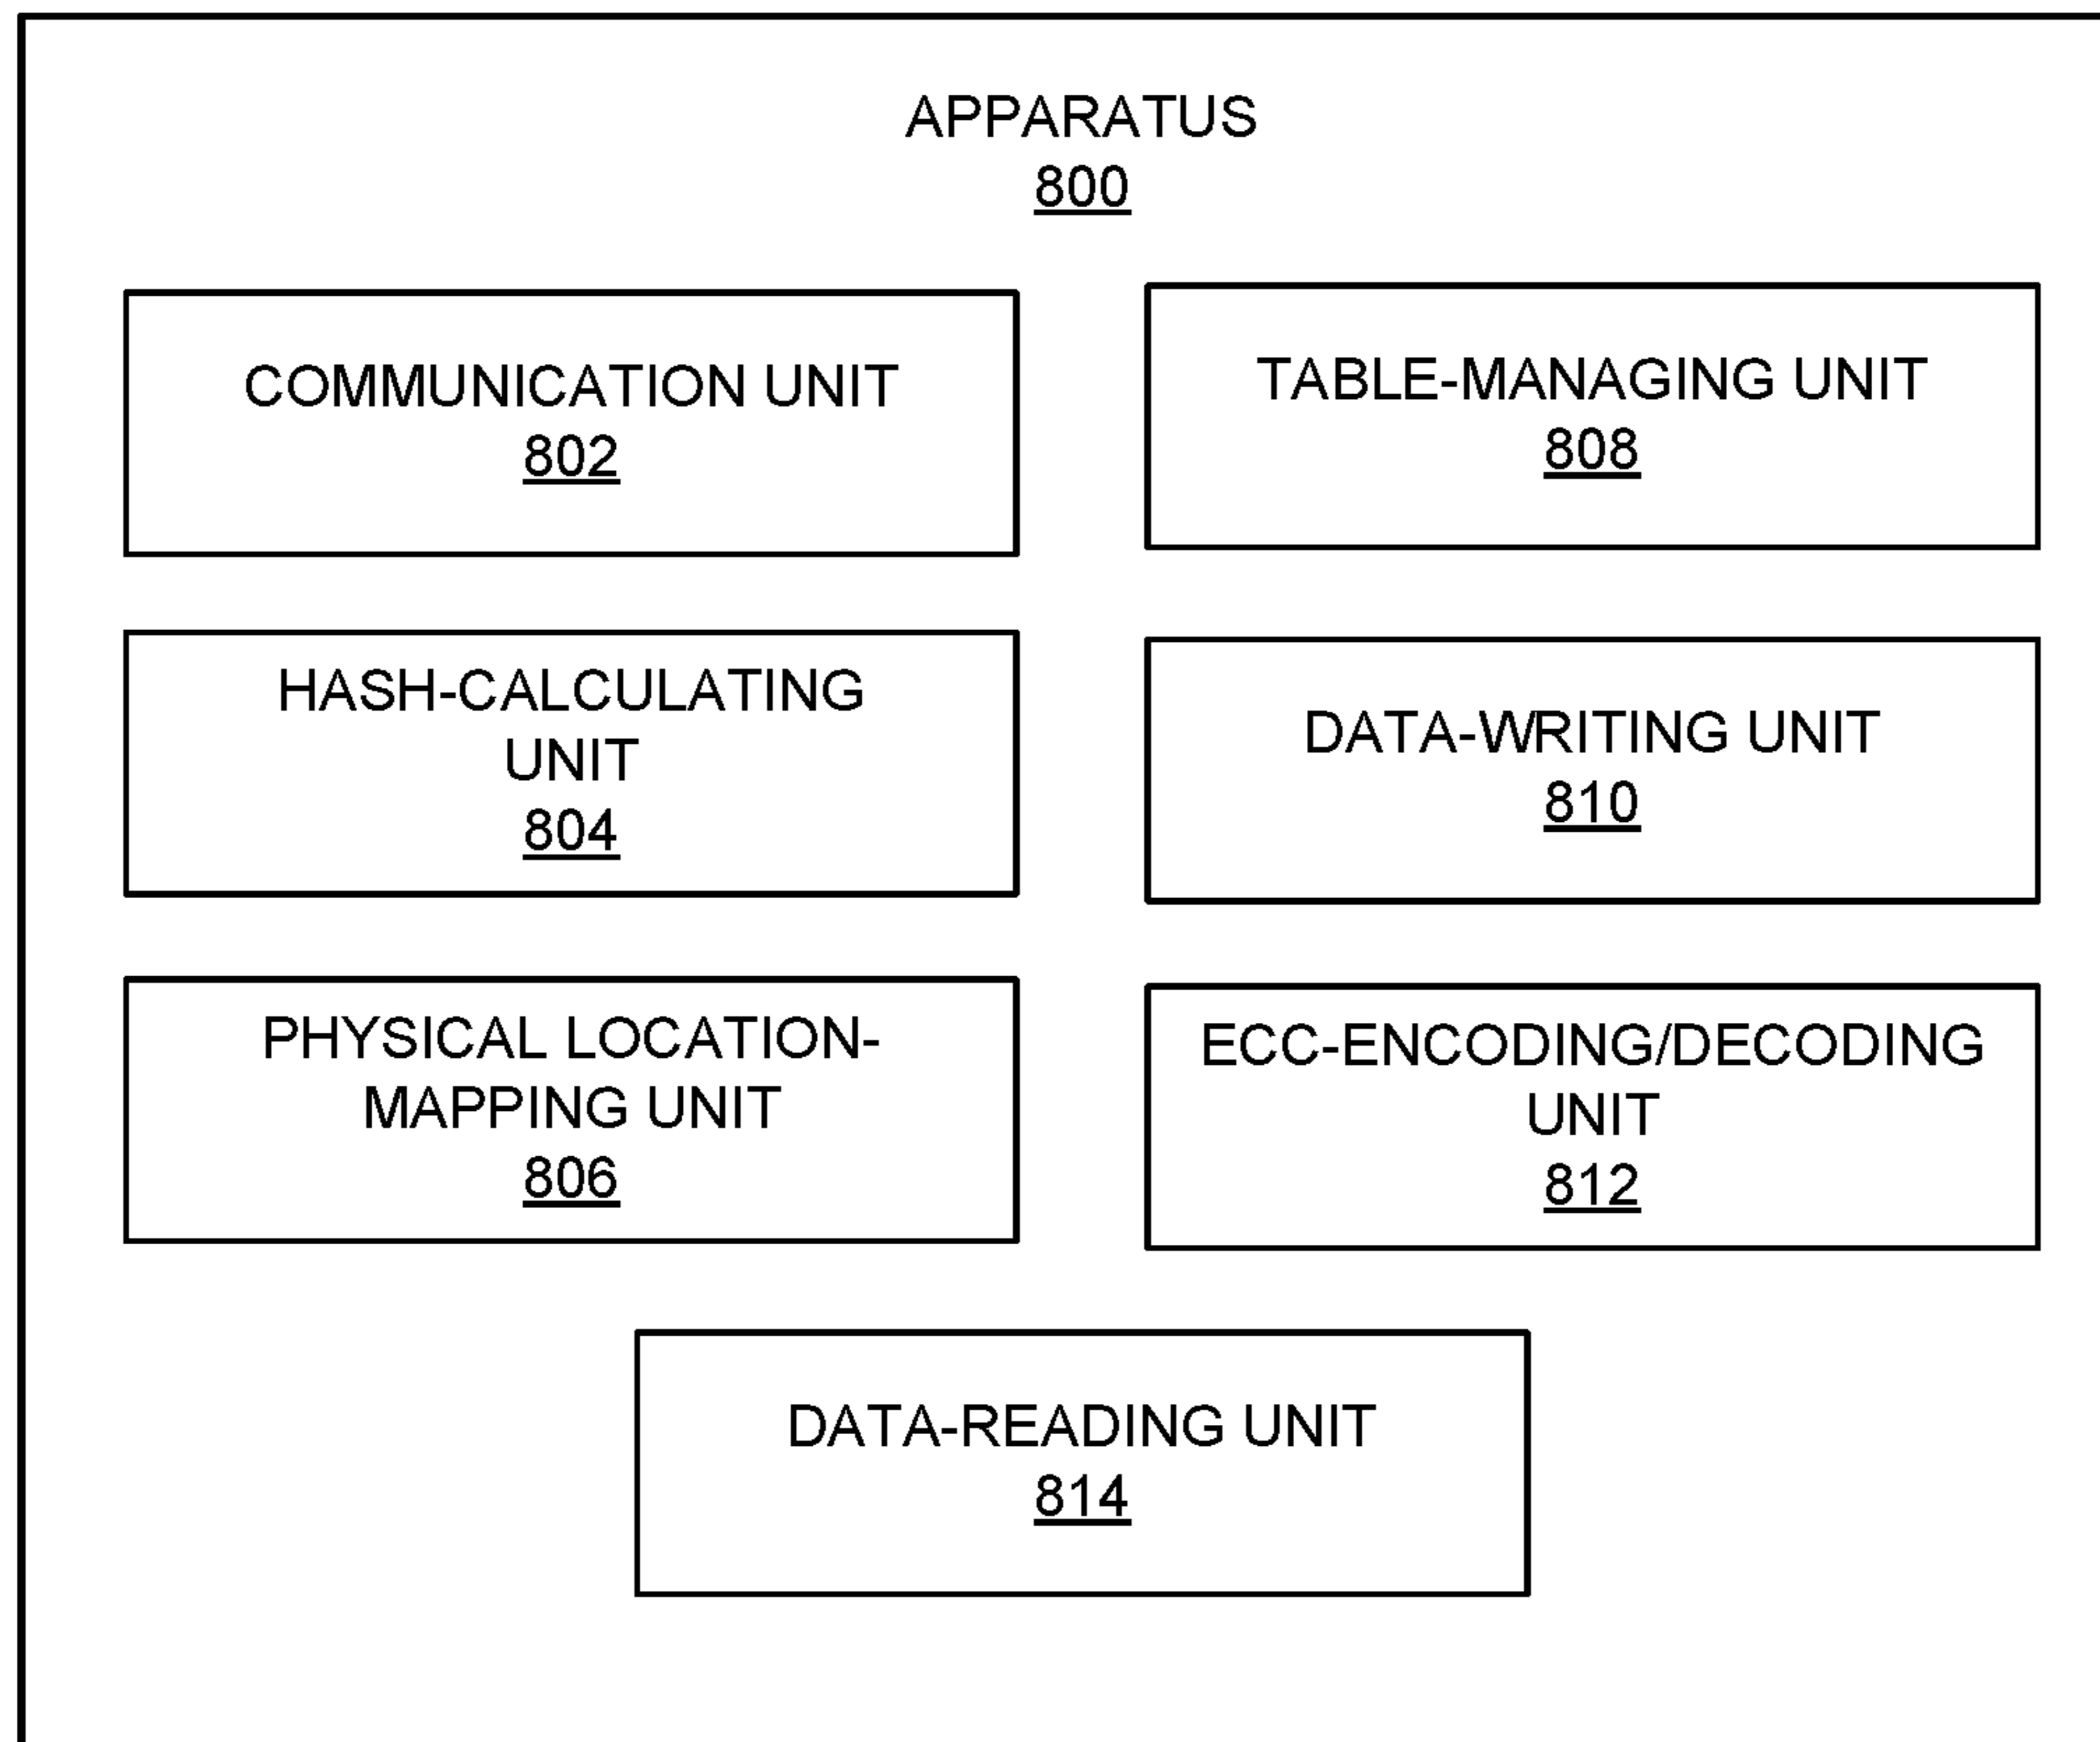 APPARATUS
800
COMMUNICATION UNIT
802
TABLE-MANAGING UNIT
808
HASH-CALCULATING
UNIT
804
DATA-WRITING UNIT
810
PHYSICAL LOCATION-
MAPPING UNIT
806
ECC-ENCODING/DECODING
UNIT
812
DATA-READING UNIT
814